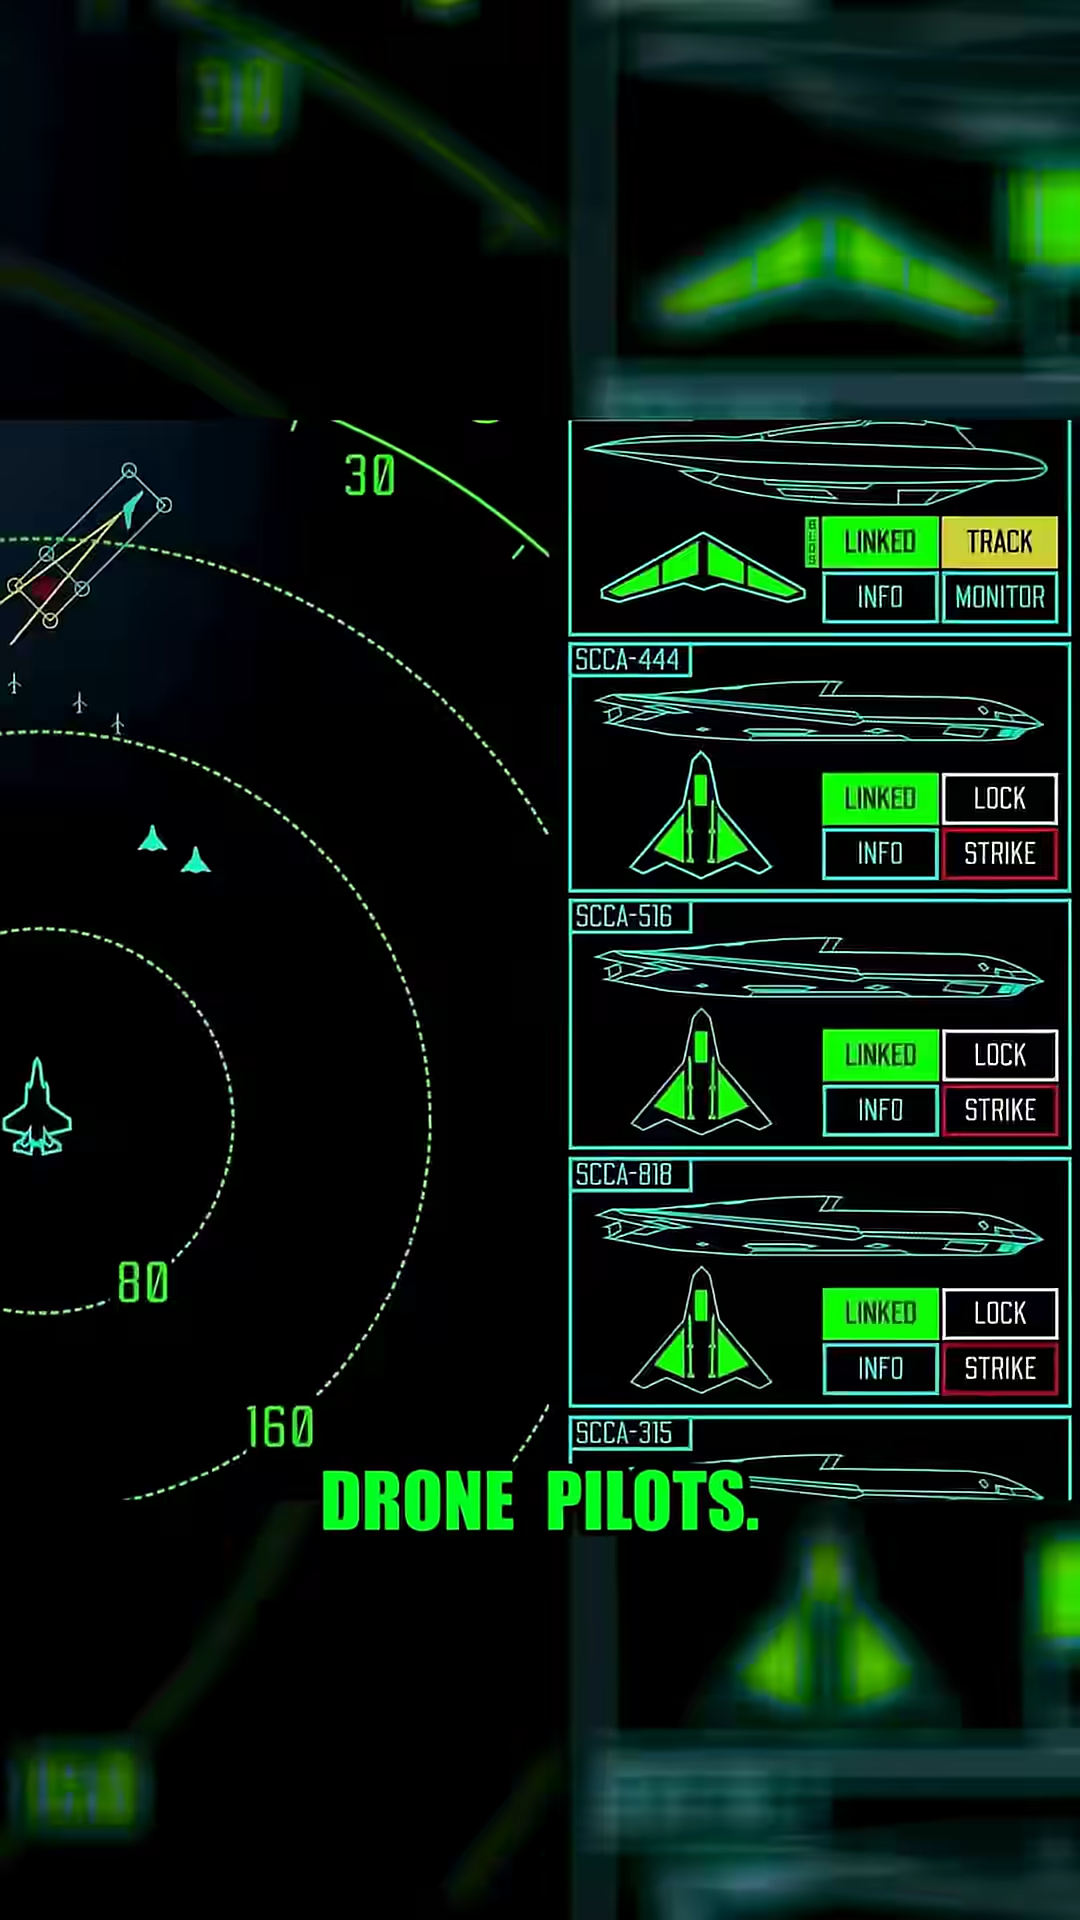 30
LINKED TRACK
INFO MONITOR
SCCA-444
LINKED LOCK
INFO STRIKE
SCCA-516
LINKED LOCK
INFO STRIKE
SCCA-818
LINKED LOCK
INFO STRIKE
80
160
SCCA-315
DRONE PILOTS.